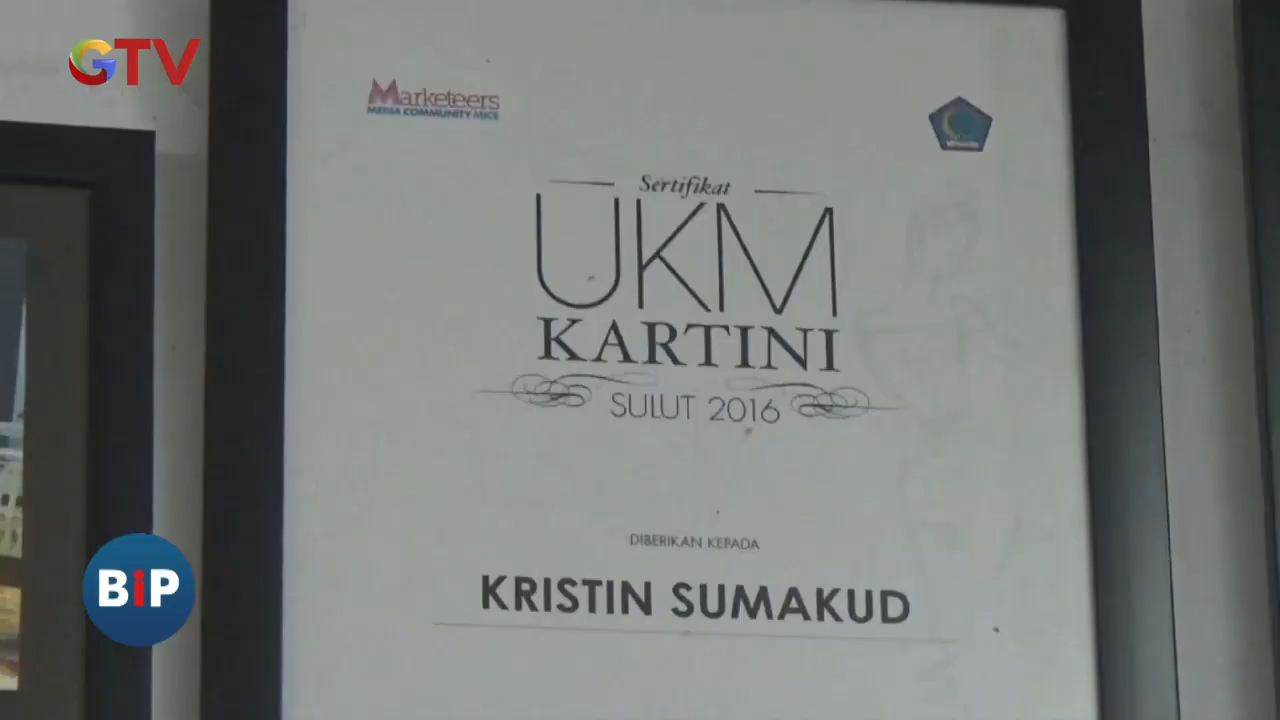 GTV
Marketeers
MEDIA COMMUNITY MICE
Sertifikat
UKM
KARTINI
SULUT 2016
DIBERIKAN KEPADA
KRISTIN SUMAKUD
BiP